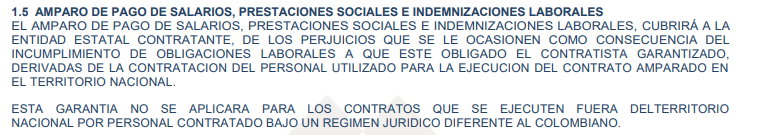 1.5 AMPARO DE PAGO DE SALARIOS, PRESTACIONES SOCIALES E INDEMNIZACIONES LABORALES
EL AMPARO DE PAGO DE SALARIOS, PRESTACIONES SOCIALES E INDEMNIZACIONES LABORALES, CUBRIRÁ A LA
ENTIDAD ESTATAL CONTRATANTE, DE LOS PERJUICIOS QUE SE LE OCASIONEN COMO CONSECUENCIA DEL
INCUMPLIMIENTO DE OBLIGACIONES LABORALES A QUE ESTE OBLIGADO EL CONTRATISTA GARANTIZADO,
DERIVADAS DE LA CONTRATACION DEL PERSONAL UTILIZADO PARA LA EJECUCION DEL CONTRATO AMPARADO EN
EL TERRITORIO NACIONAL.
ESTA GARANTIA NO SE APLICARA PARA LOS CONTRATOS QUE SE EJECUTEN FUERA DELTERRITORIO
NACIONAL POR PERSONAL CONTRATADO BAJO UN REGIMEN JURIDICO DIFERENTE AL COLOMBIANO.